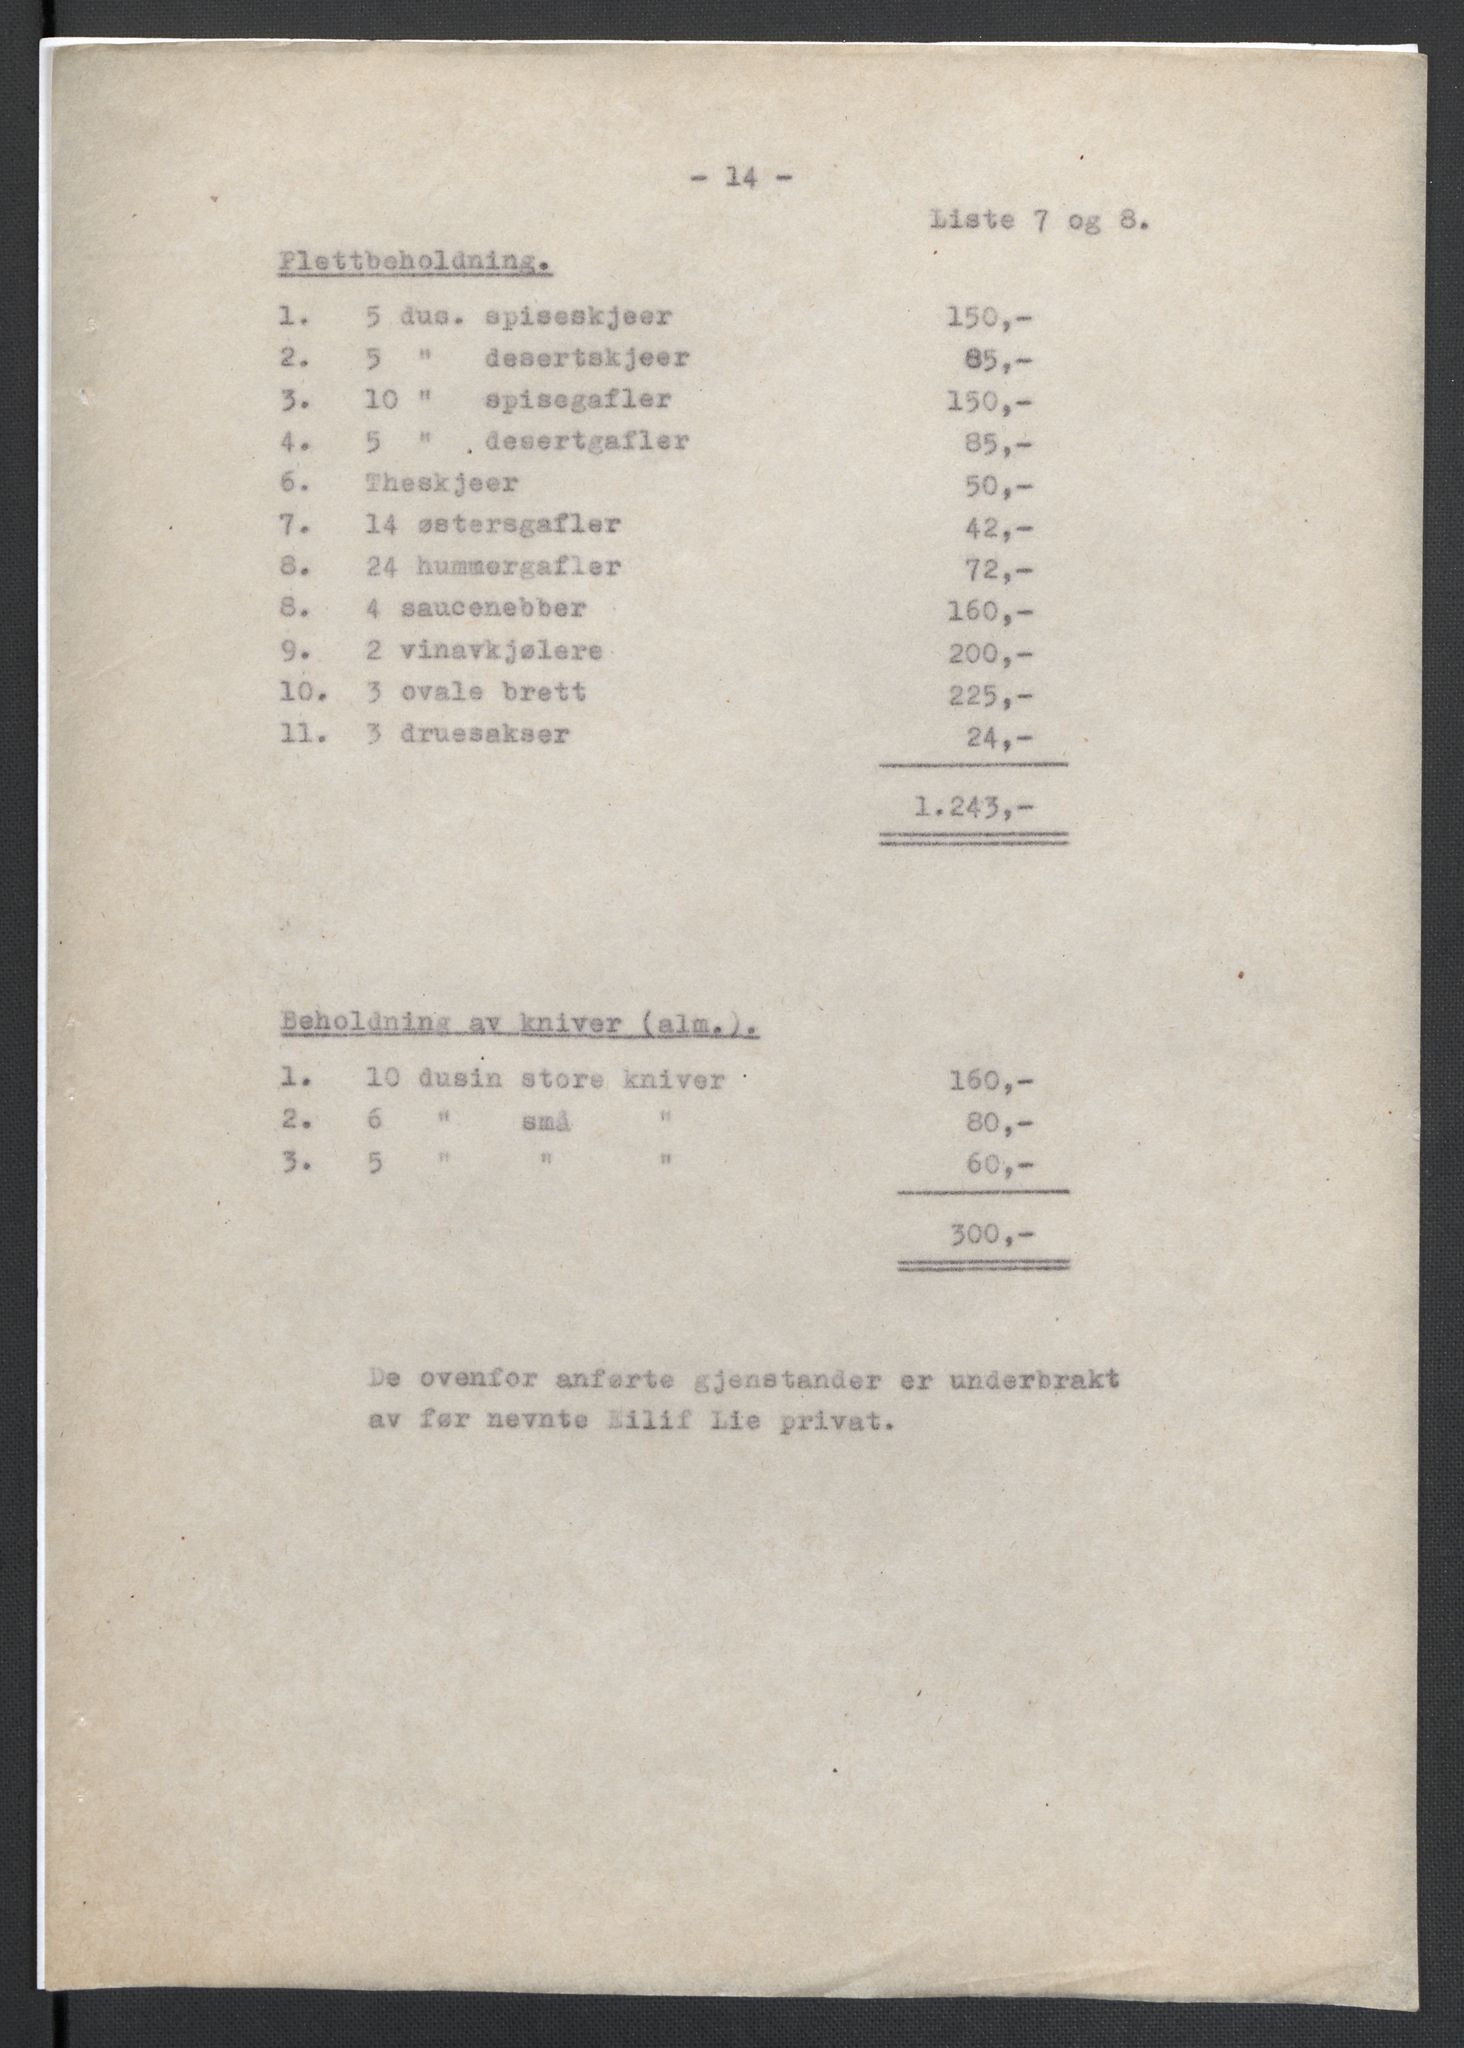 - 14 -
Liste 7 og 8.
Plettbeholdning.
1. 5 dus. spiseskjeer 150,-
2. 5 " desertskjeer 85,-
3. 10 " spisegafler 150,-
4. 5 " desertgafler 85,-
6. Theskjeer 50,-
7. 14 østersgafler 42,-
8. 24 hummergafler 72,-
8. 4 saucenebber 160,-
9. 2 vinavkjølere 200,-
10. 3 ovale brett 225,-
11. 3 druesakser 24,-
1.243,-
Beholdning av kniver (alm.).
1. 10 dusin store kniver 160,-
2. 6 " små " 80,-
3. 5 " " " 60,-
300,-
De ovenfor anførte gjenstander er underbrakt
av før nevnte Eilif Lie privat.